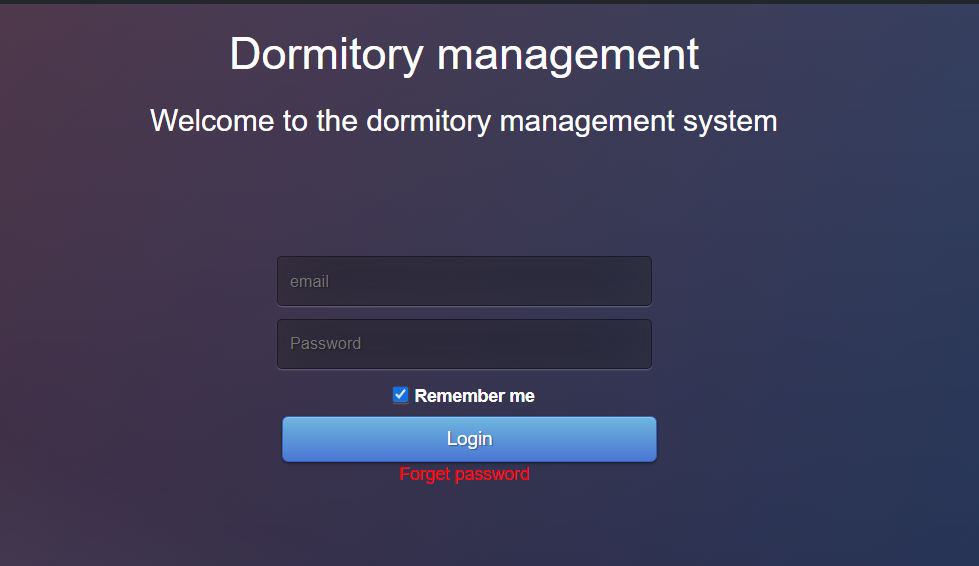 Dormitory management
Welcome to the dormitory management system
email
Password
Remember me
Login
Forget password